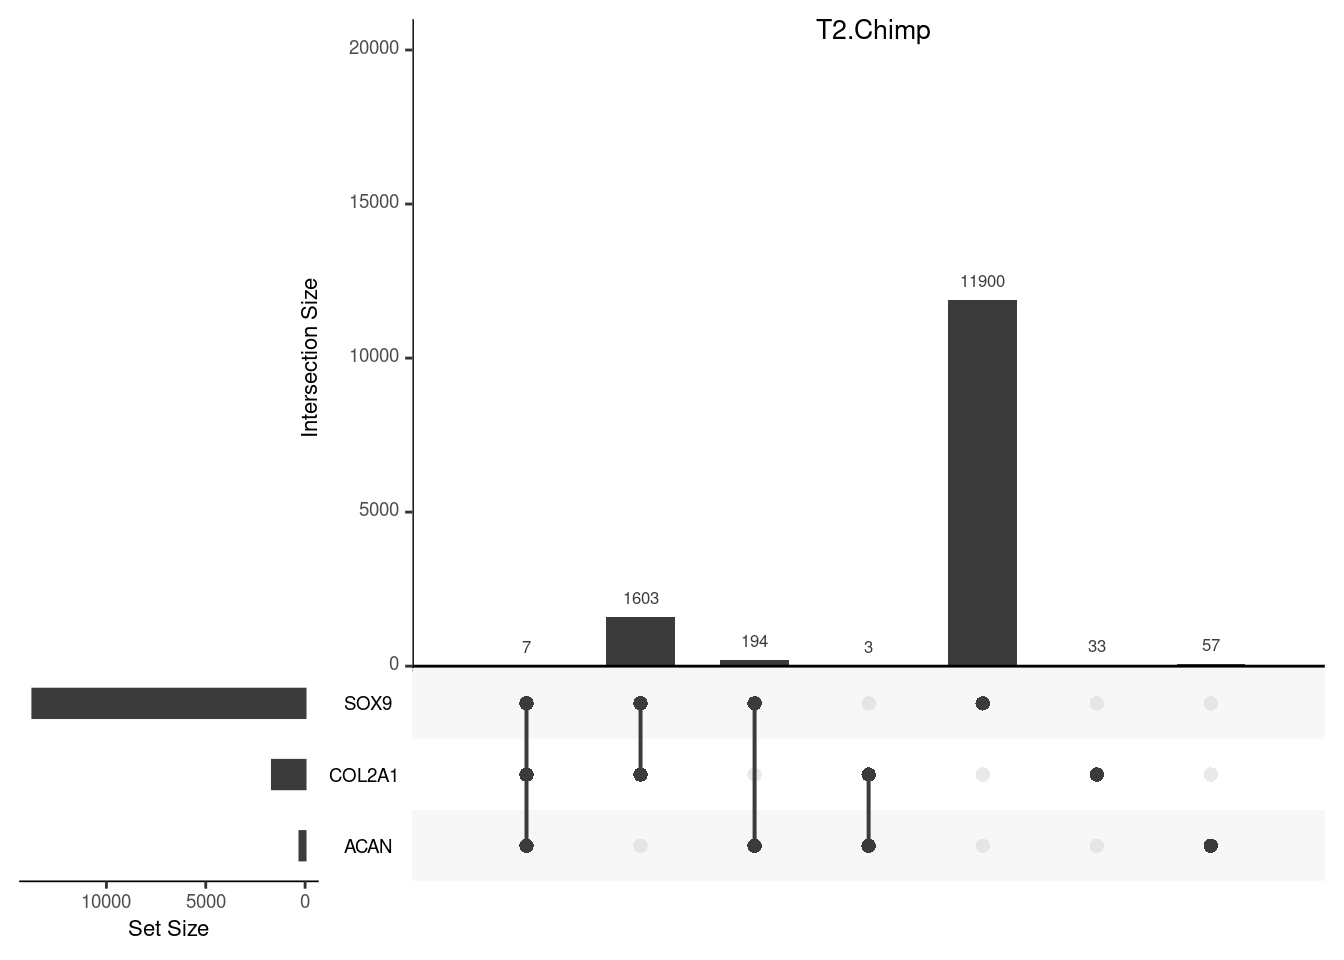 T2.Chimp
20000
15000
10000
5000
0
Intersection Size
11900
1603
7
194
3
33
57
SOX9
COL2A1
ACAN
10000 5000 0
Set Size